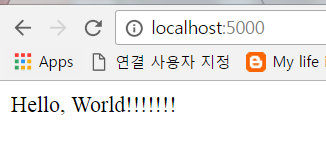 localhost:5000
Apps 연결 사용자 지정 My life i
Hello, World!!!!!!!